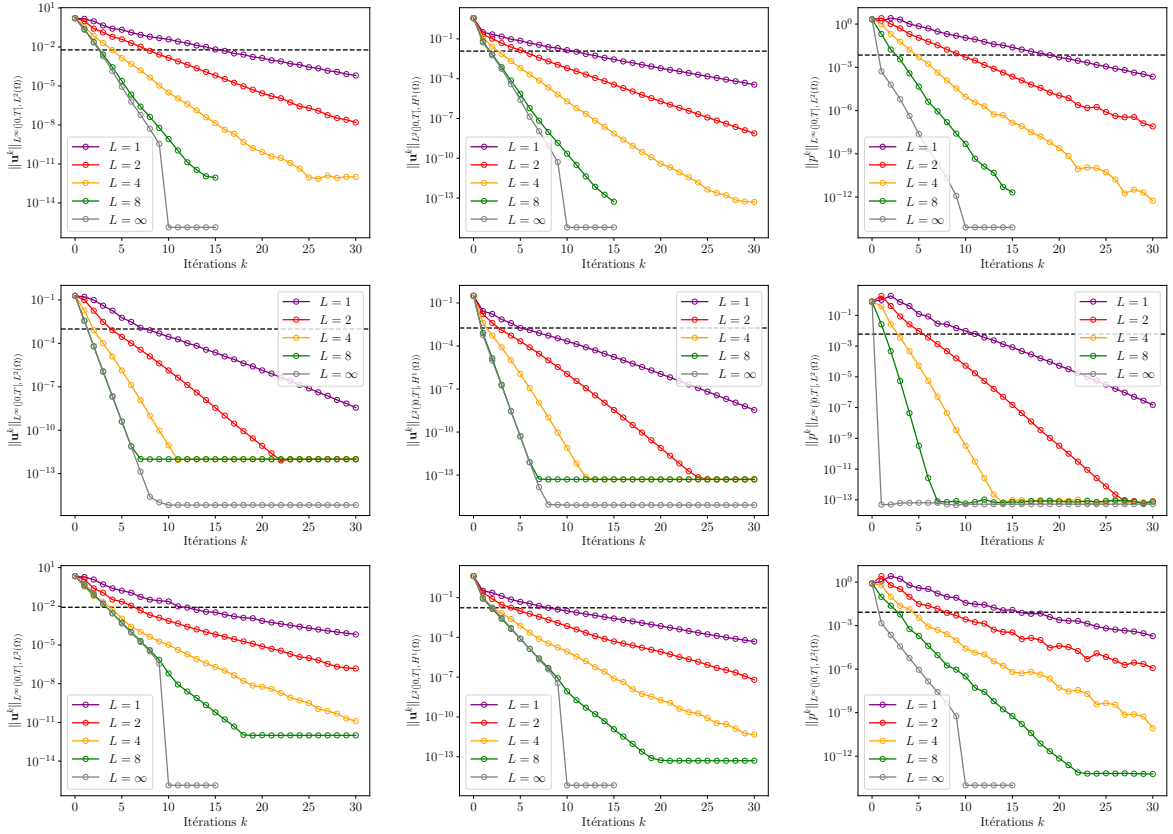 10^1
10^{-2}
10^{-5}
10^{-8}
10^{-11}
10^{-14}
||u^k||_{L^∞(]0,T[,L^2(Ω))}
L = 1
L = 2
L = 4
L = 8
L = ∞
0 5 10 15 20 25 30
Itérations k
10^{-1}
10^{-4}
10^{-7}
10^{-10}
10^{-13}
||u^k||_{L^2(]0,T[,H^1(Ω))}
L = 1
L = 2
L = 4
L = 8
L = ∞
0 5 10 15 20 25 30
Itérations k
10^0
10^{-3}
10^{-6}
10^{-9}
10^{-12}
||p^k||_{L^∞(]0,T[,L^2(Ω))}
L = 1
L = 2
L = 4
L = 8
L = ∞
0 5 10 15 20 25 30
Itérations k
10^{-1}
10^{-4}
10^{-7}
10^{-10}
10^{-13}
||u^k||_{L^∞(]0,T[,L^2(Ω))}
L = 1
L = 2
L = 4
L = 8
L = ∞
0 5 10 15 20 25 30
Itérations k
10^{-1}
10^{-4}
10^{-7}
10^{-10}
10^{-13}
||u^k||_{L^2(]0,T[,H^1(Ω))}
L = 1
L = 2
L = 4
L = 8
L = ∞
0 5 10 15 20 25 30
Itérations k
10^1
10^{-1}
10^{-3}
10^{-5}
10^{-7}
10^{-9}
10^{-11}
10^{-13}
||p^k||_{L^∞(]0,T[,L^2(Ω))}
L = 1
L = 2
L = 4
L = 8
L = ∞
0 5 10 15 20 25 30
Itérations k
10^1
10^{-2}
10^{-5}
10^{-8}
10^{-11}
10^{-14}
||u^k||_{L^∞(]0,T[,L^2(Ω))}
L = 1
L = 2
L = 4
L = 8
L = ∞
0 5 10 15 20 25 30
Itérations k
10^{-1}
10^{-4}
10^{-7}
10^{-10}
10^{-13}
||u^k||_{L^2(]0,T[,H^1(Ω))}
L = 1
L = 2
L = 4
L = 8
L = ∞
0 5 10 15 20 25 30
Itérations k
10^0
10^{-3}
10^{-6}
10^{-9}
10^{-12}
||p^k||_{L^∞(]0,T[,L^2(Ω))}
L = 1
L = 2
L = 4
L = 8
L = ∞
0 5 10 15 20 25 30
Itérations k